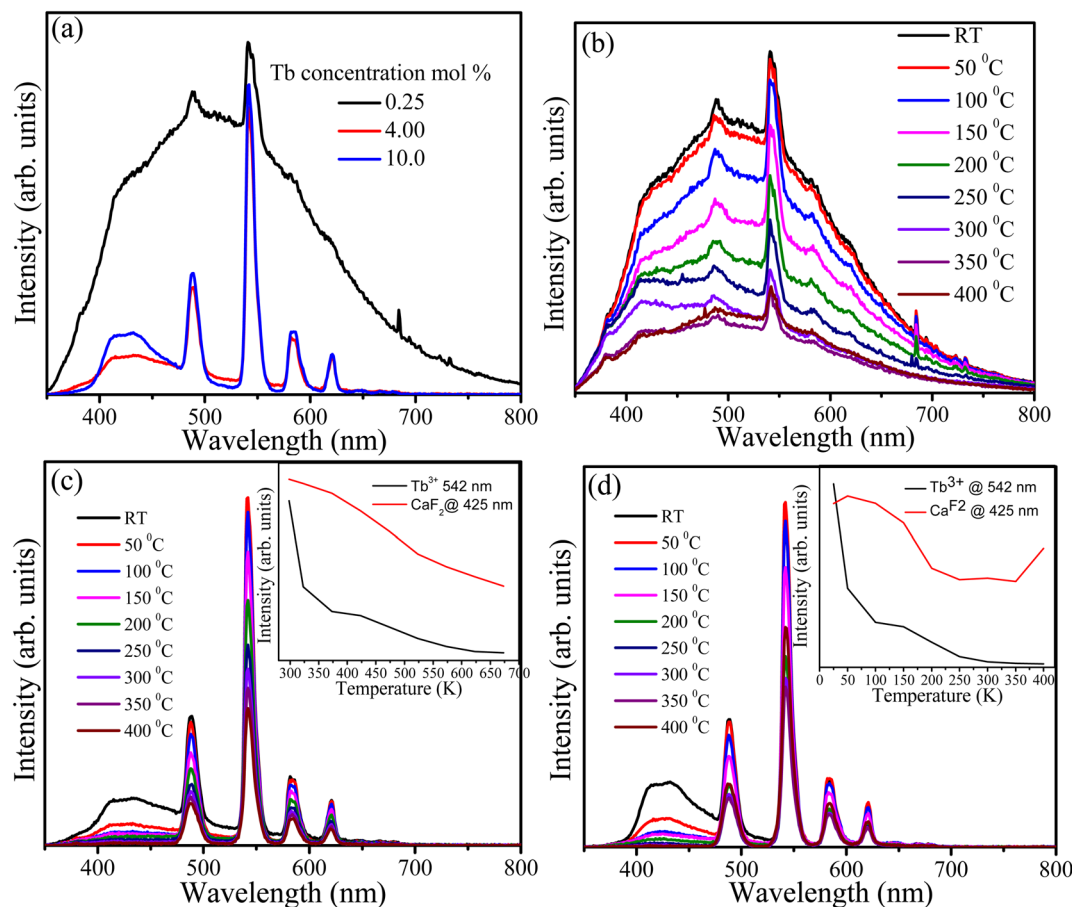 (a)
Tb concentration mol %
0.25
4.00
10.0
Intensity (arb. units)
400 500 600 700 800
Wavelength (nm)
(b)
RT
50 ⁰C
100 ⁰C
150 ⁰C
200 ⁰C
250 ⁰C
300 ⁰C
350 ⁰C
400 ⁰C
Intensity (arb. units)
400 500 600 700 800
Wavelength (nm)
(c)
RT
50 ⁰C
100 ⁰C
150 ⁰C
200 ⁰C
250 ⁰C
300 ⁰C
350 ⁰C
400 ⁰C
Intensity (arb. units)
400 500 600 700 800
Wavelength (nm)
Tb³⁺ 542 nm
CaF₂@ 425 nm
Intensity (arb. units)
300 350 400 450 500 550 600 650 700
Temperature (K)
(d)
RT
50 ⁰C
100 ⁰C
150 ⁰C
200 ⁰C
250 ⁰C
300 ⁰C
350 ⁰C
400 ⁰C
Intensity (arb. units)
400 500 600 700 800
Wavelength (nm)
Tb³⁺ @ 542 nm
CaF2 @ 425 nm
Intensity (arb. units)
0 50 100 150 200 250 300 350 400
Temperature (K)